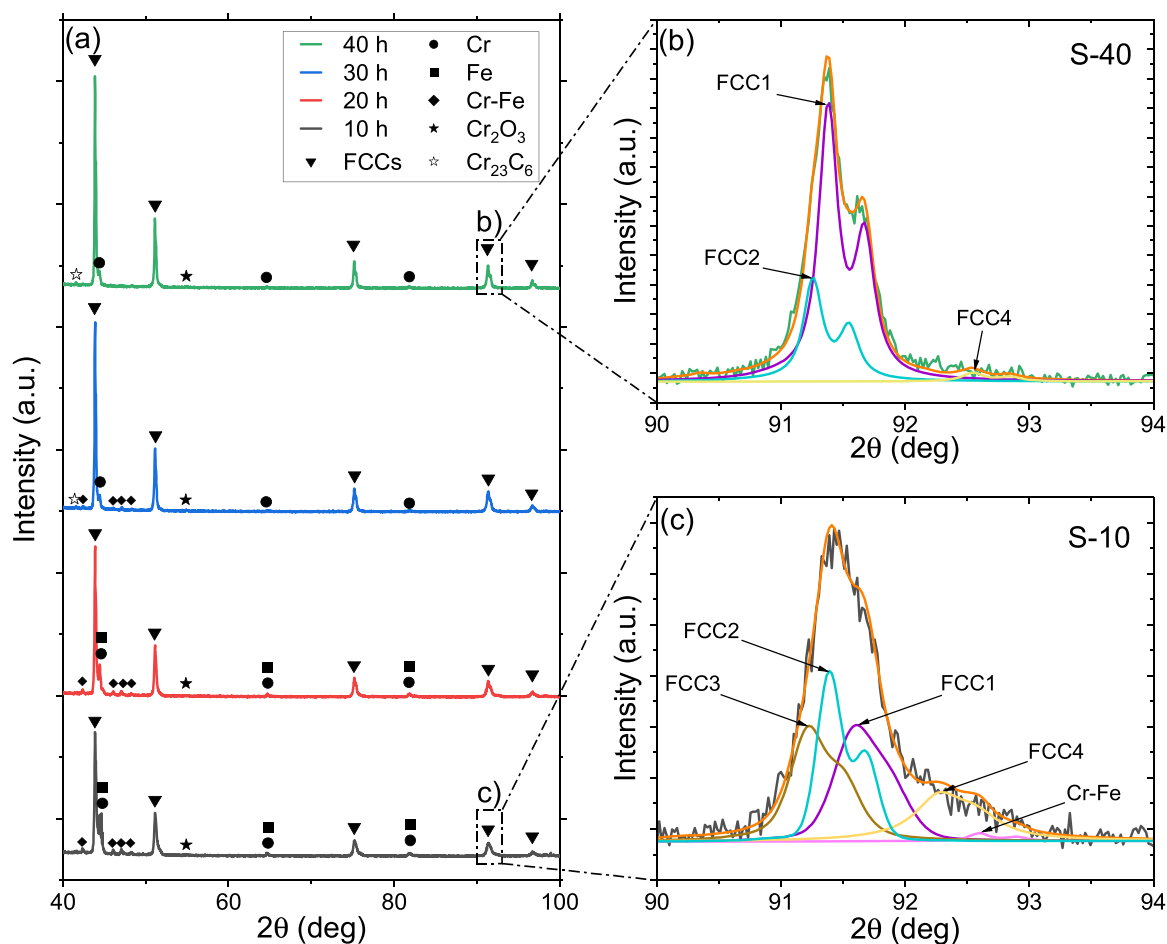 (a)
40 h
30 h
20 h
10 h
FCCs
Cr
Fe
Cr-Fe
Cr₂O₃
Cr₂₃C₆
b)
c)
Intensity (a.u.)
40 60 80 100
2θ (deg)
(b)
S-40
FCC1
FCC2
FCC4
Intensity (a.u.)
90 91 92 93 94
2θ (deg)
(c)
S-10
FCC2
FCC3
FCC1
FCC4
Cr-Fe
Intensity (a.u.)
90 91 92 93 94
2θ (deg)